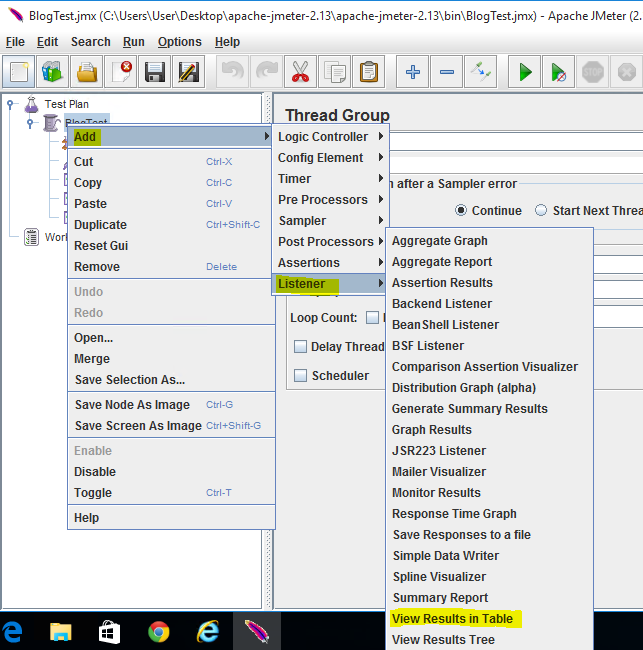 BlogTest.jmx (C:\Users\User\Desktop\apache-jmeter-2.13\apache-jmeter-2.13\bin\BlogTest.jmx) - Apache JMeter (2.
File Edit Search Run Options Help
STOP
Test Plan
BlogTest
Thread Group
Add
Cut Ctrl-X
Copy Ctrl-C
Paste Ctrl-V
Duplicate Ctrl+Shift-C
Reset Gui
Remove Delete
Undo
Redo
Open...
Merge
Save Selection As...
Save Node As Image Ctrl-G
Save Screen As Image Ctrl+Shift-G
Enable
Disable
Toggle Ctrl-T
Help
Logic Controller
Config Element
Timer
Pre Processors
Sampler
Post Processors
Assertions
Listener
after a Sampler error
Continue Start Next Threa
Loop Count:
Delay Thread
Scheduler
Aggregate Graph
Aggregate Report
Assertion Results
Backend Listener
BeanShell Listener
BSF Listener
Comparison Assertion Visualizer
Distribution Graph (alpha)
Generate Summary Results
Graph Results
JSR223 Listener
Mailer Visualizer
Monitor Results
Response Time Graph
Save Responses to a file
Simple Data Writer
Spline Visualizer
Summary Report
View Results in Table
View Results Tree